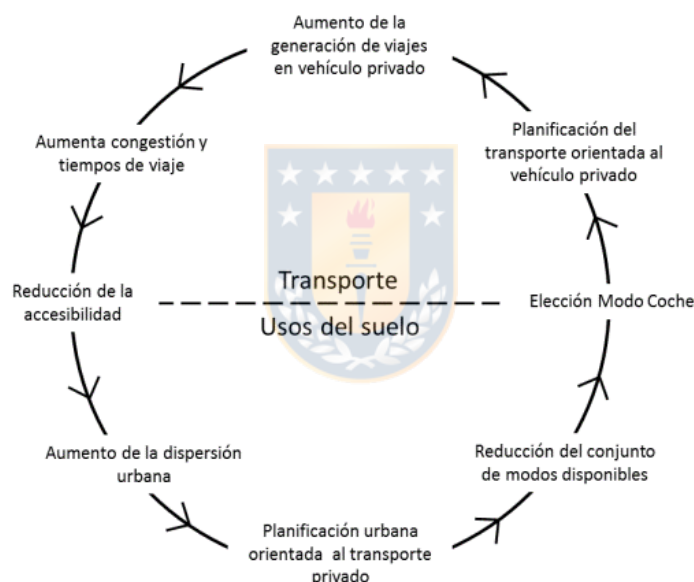 Aumento de la
generación de viajes
en vehículo privado
Planificación del
transporte orientada al
vehículo privado
Aumenta congestión y
tiempos de viaje
Transporte
Reducción de la
accesibilidad
Elección Modo Coche
Usos del suelo
Aumento de la dispersión
urbana
Reducción del conjunto
de modos disponibles
Planificación urbana
orientada al transporte
privado